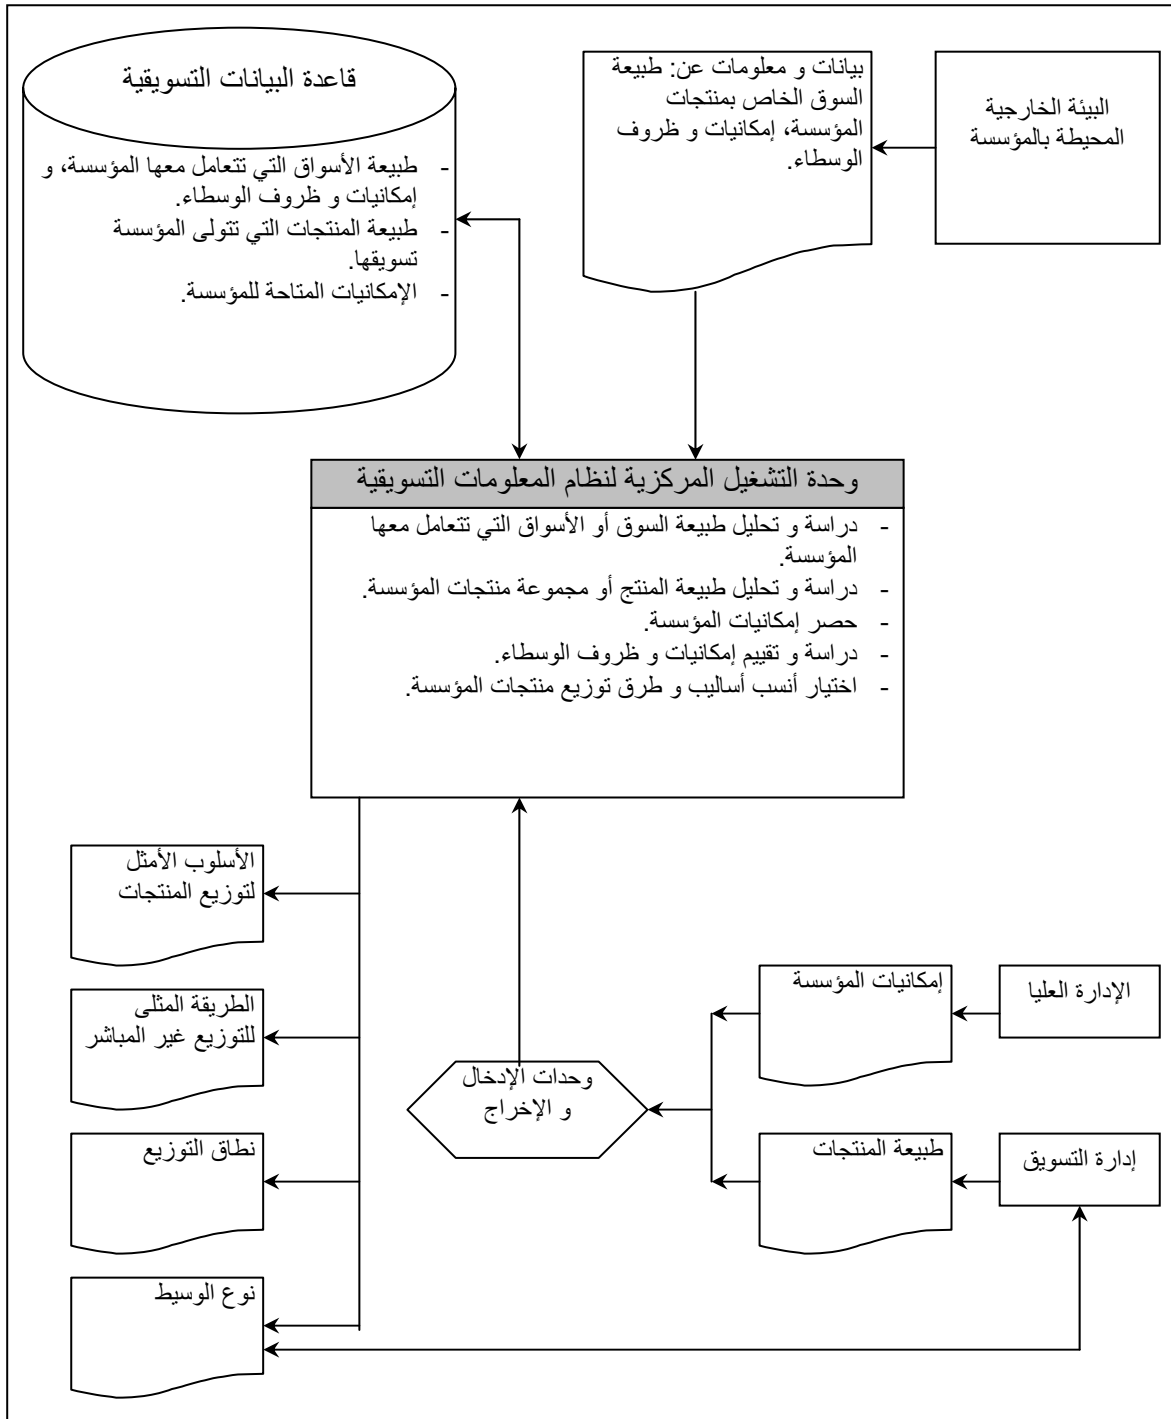 البيئة الخارجية
المحيطة بالمؤسسة
بيانات و معلومات عن: طبيعة
السوق الخاص بمنتجات
المؤسسة، إمكانيات و ظروف
الوسطاء.
قاعدة البيانات التسويقية
- طبيعة الأسواق التي تتعامل معها المؤسسة، و
إمكانيات و ظروف الوسطاء.
- طبيعة المنتجات التي تتولى المؤسسة
تسويقها.
- الإمكانيات المتاحة للمؤسسة.
وحدة التشغيل المركزية لنظام المعلومات التسويقية
- دراسة و تحليل طبيعة السوق أو الأسواق التي تتعامل معها
المؤسسة.
- دراسة و تحليل طبيعة المنتج أو مجموعة منتجات المؤسسة.
- حصر إمكانيات المؤسسة.
- دراسة و تقييم إمكانيات و ظروف الوسطاء.
- اختيار أنسب أساليب و طرق توزيع منتجات المؤسسة.
الإدارة العليا
إمكانيات المؤسسة
إدارة التسويق
طبيعة المنتجات
وحدات الإدخال
و الإخراج
الأسلوب الأمثل
لتوزيع المنتجات
الطريقة المثلى
للتوزيع غير المباشر
نطاق التوزيع
نوع الوسيط